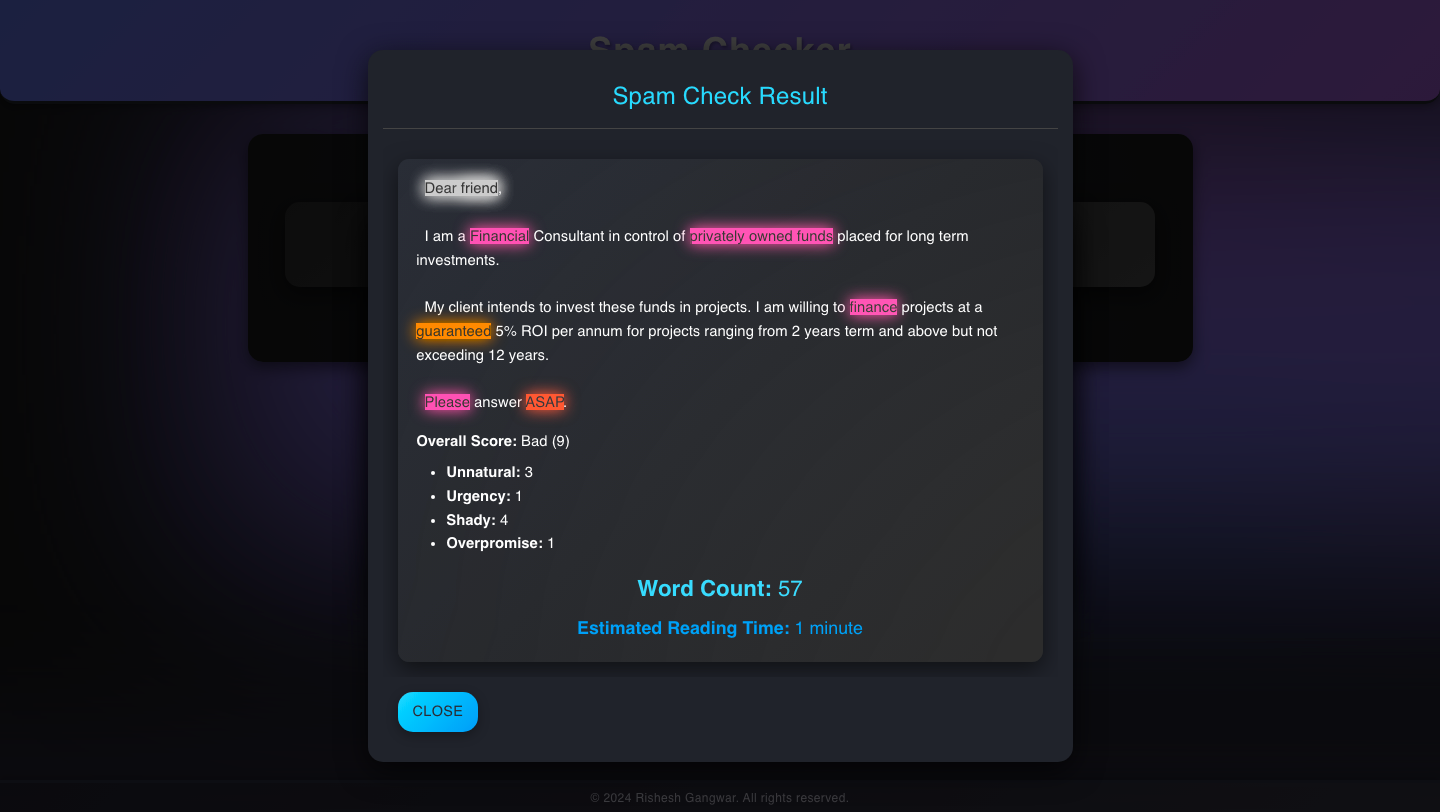 Spam Checker
Spam Check Result
Dear friend,
I am a Financial Consultant in control of privately owned funds placed for long term
investments.
My client intends to invest these funds in projects. I am willing to finance projects at a
guaranteed 5% ROI per annum for projects ranging from 2 years term and above but not
exceeding 12 years.
Please answer ASAP.
Overall Score: Bad (9)
• Unnatural: 3
• Urgency: 1
• Shady: 4
• Overpromise: 1
Word Count: 57
Estimated Reading Time: 1 minute
CLOSE
© 2024 Rishesh Gangwar. All rights reserved.